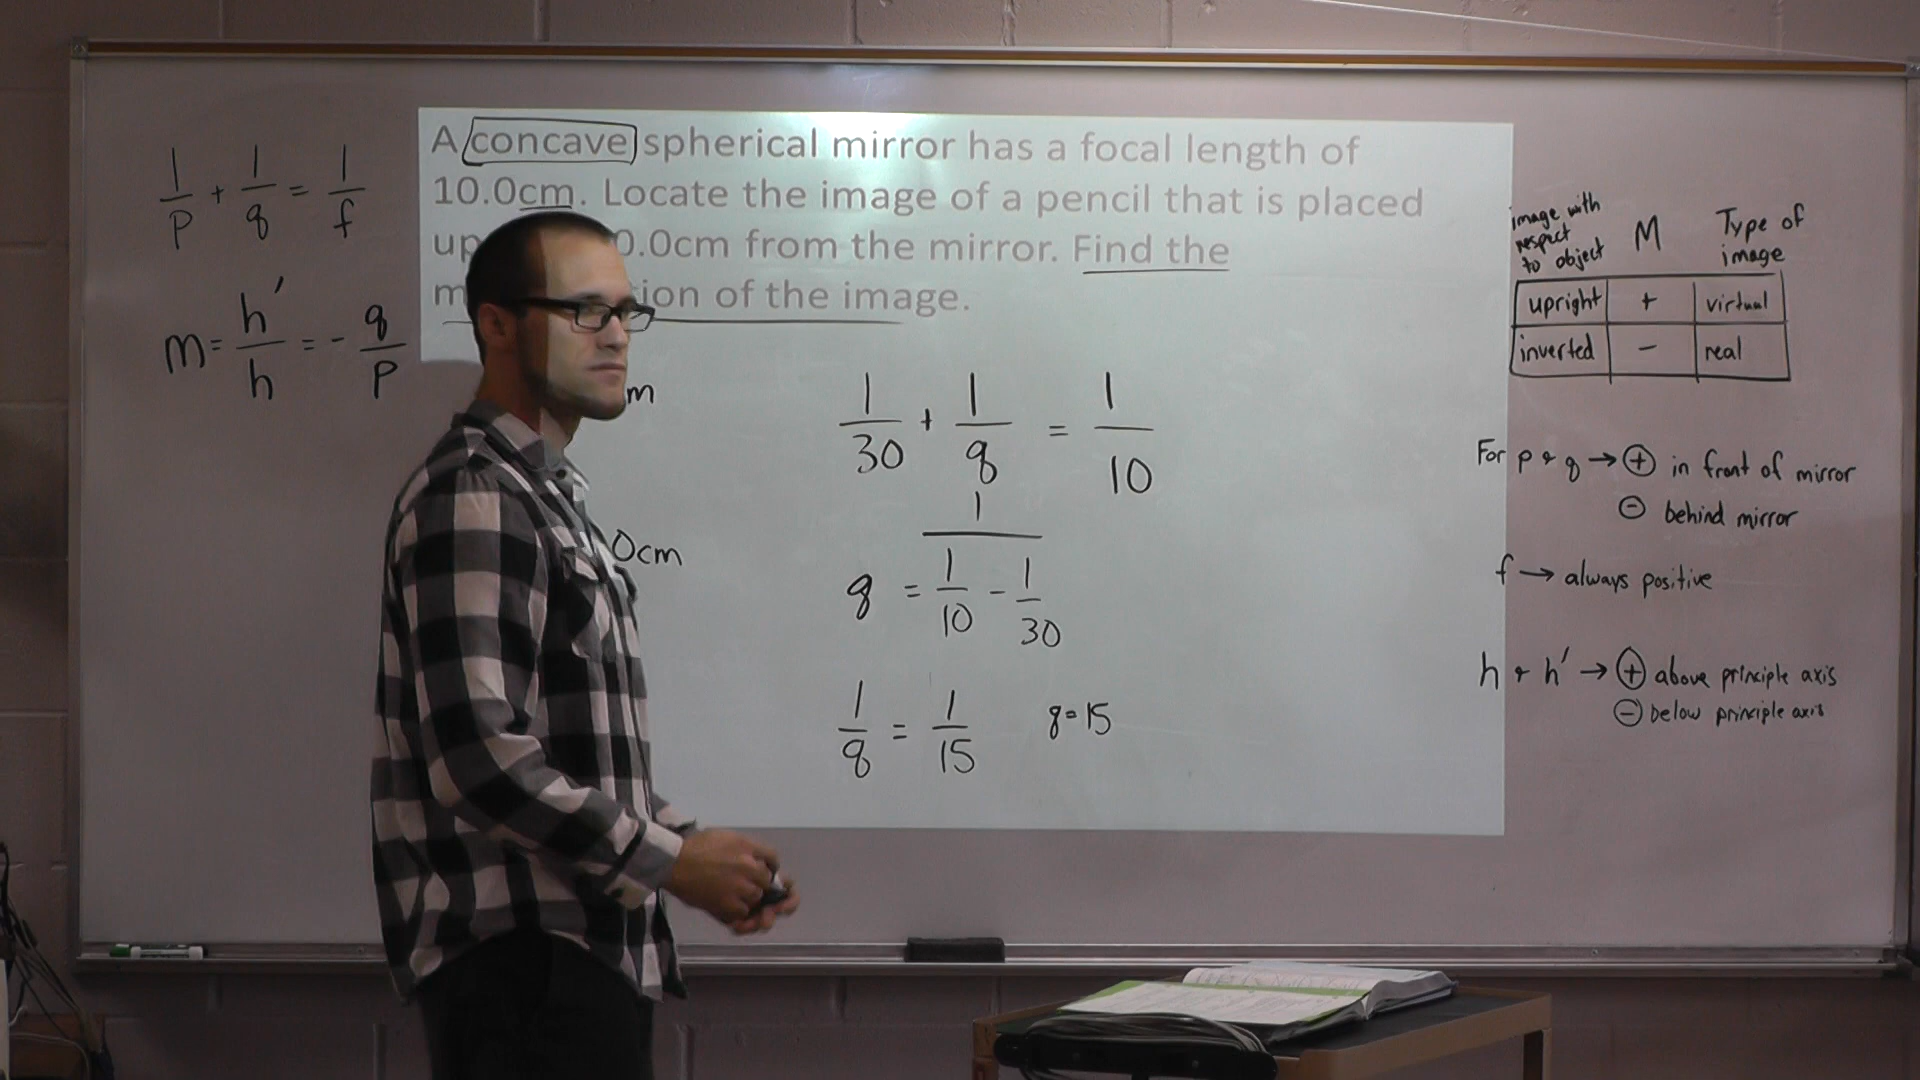 1/p + 1/q = 1/f
m = h'/h = - q/p
A concave spherical mirror has a focal length of
10.0cm. Locate the image of a pencil that is placed
0.0cm from the mirror. Find the
of the image.
m
0cm
1/30 + 1/q = 1/10
1
q = 1/10 - 1/30
1/q = 1/15 q=15
image with respect to object M Type of image
upright + virtual
inverted - real
For p & q → ⊕ in front of mirror
⊖ behind mirror
f → always positive
h & h' → ⊕ above principle axis
⊖ below principle axis